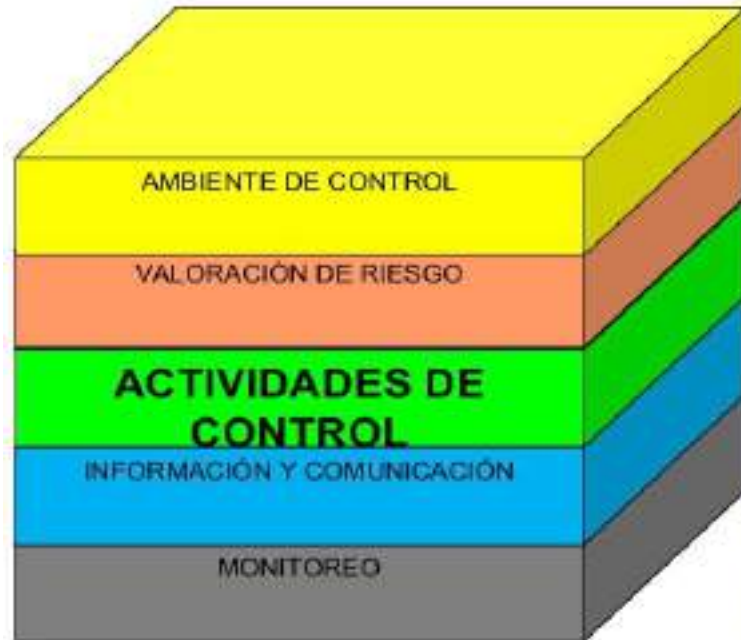 AMBIENTE DE CONTROL
VALORACIÓN DE RIESGO
ACTIVIDADES DE
CONTROL
INFORMACIÓN Y COMUNICACIÓN
MONITOREO